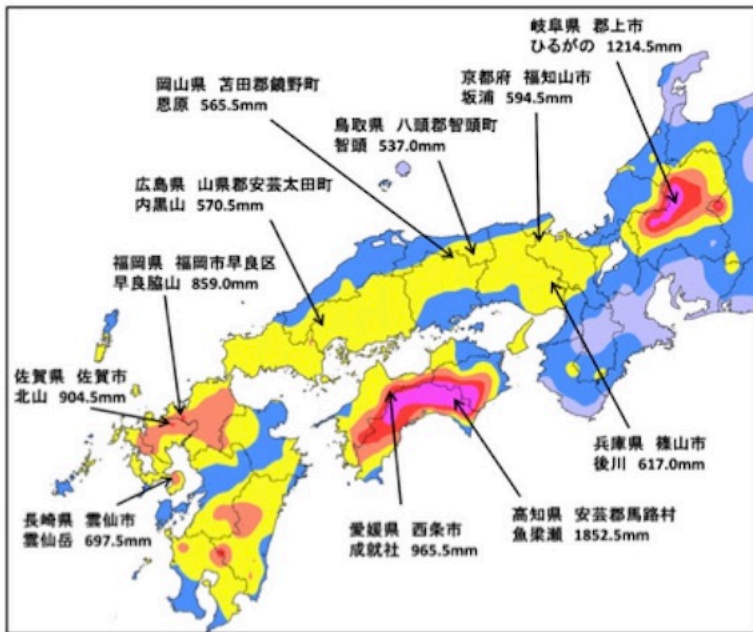 岐阜県 郡上市
ひるがの 1214.5mm
岡山県 苫田郡鏡野町
恩原 565.5mm
京都府 福知山市
坂浦 594.5mm
鳥取県 八頭郡智頭町
智頭 537.0mm
広島県 山県郡安芸太田町
内黒山 570.5mm
福岡県 福岡市早良区
早良脇山 859.0mm
佐賀県 佐賀市
北山 904.5mm
兵庫県 篠山市
後川 617.0mm
長崎県 雲仙市
雲仙岳 697.5mm
愛媛県 西条市
成就社 965.5mm
高知県 安芸郡馬路村
魚梁瀬 1852.5mm